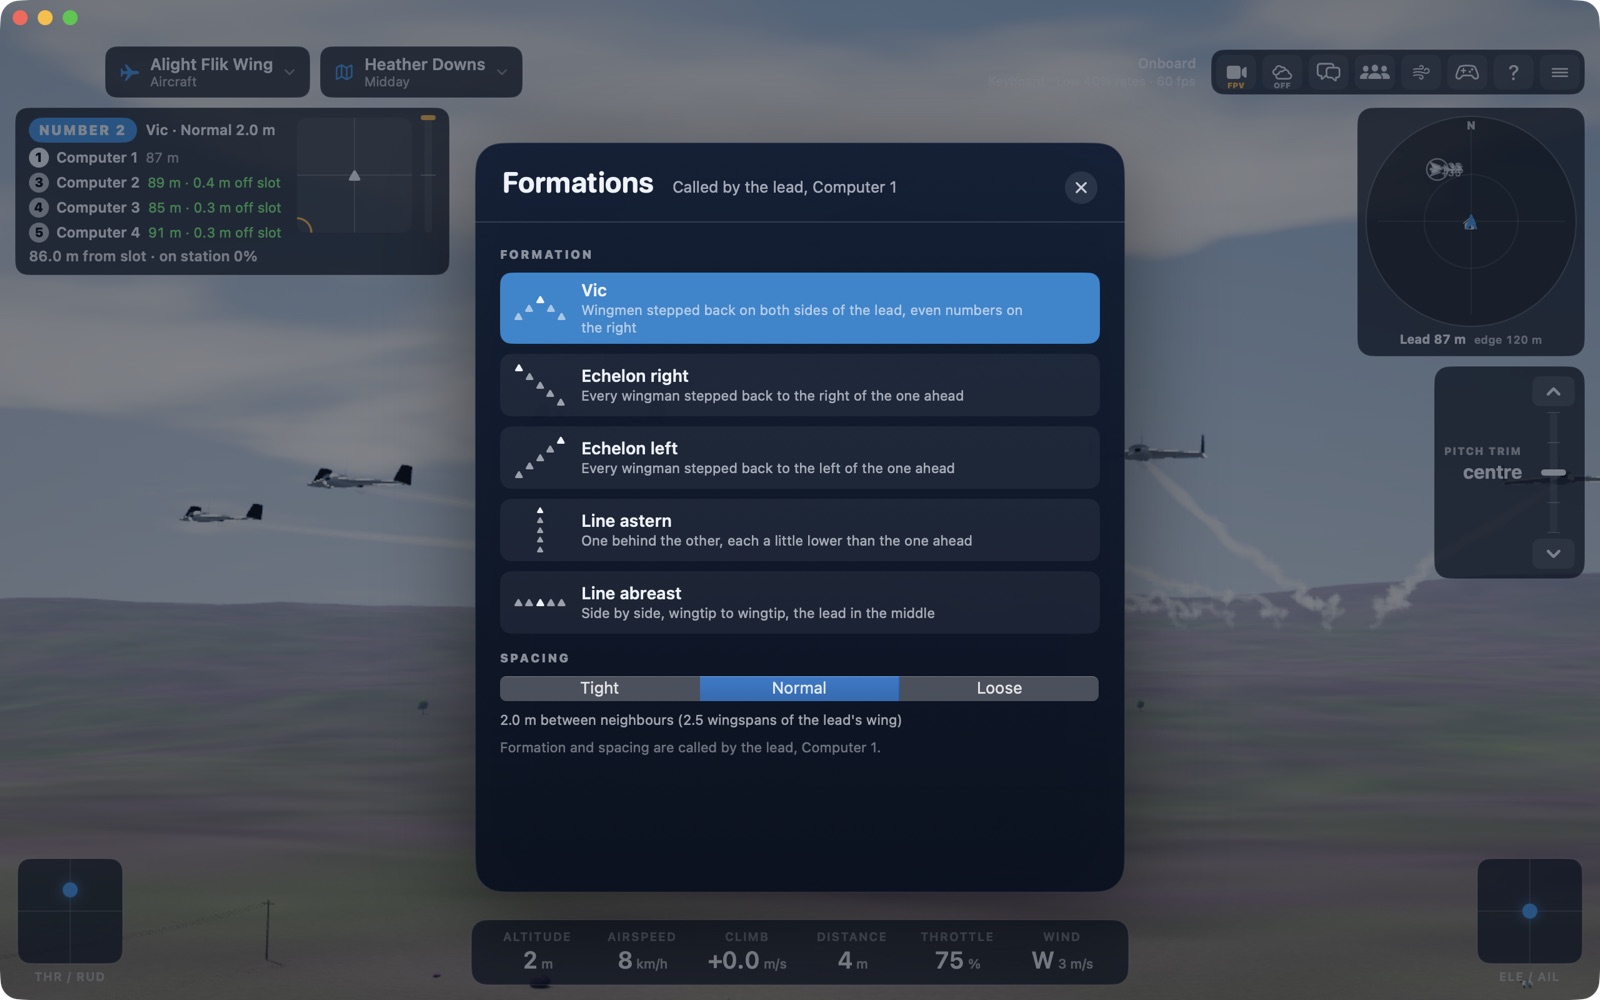 Alight Flik Wing
Aircraft
Heather Downs
Midday
Onboard
FPV
OFF
?
NUMBER 2 Vic · Normal 2.0 m
1 Computer 1 87 m
3 Computer 2 89 m · 0.4 m off slot
4 Computer 3 85 m · 0.3 m off slot
5 Computer 4 91 m · 0.3 m off slot
86.0 m from slot · on station 0%
N
Lead 87 m edge 120 m
PITCH TRIM
centre
Formations Called by the lead, Computer 1
FORMATION
Vic
Wingmen stepped back on both sides of the lead, even numbers on
the right
Echelon right
Every wingman stepped back to the right of the one ahead
Echelon left
Every wingman stepped back to the left of the one ahead
Line astern
One behind the other, each a little lower than the one ahead
Line abreast
Side by side, wingtip to wingtip, the lead in the middle
SPACING
Tight Normal Loose
2.0 m between neighbours (2.5 wingspans of the lead's wing)
Formation and spacing are called by the lead, Computer 1.
THR / RUD
ALTITUDE AIRSPEED CLIMB DISTANCE THROTTLE WIND
2 m 8 km/h +0.0 m/s 4 m 75 % W 3 m/s
ELE / AIL